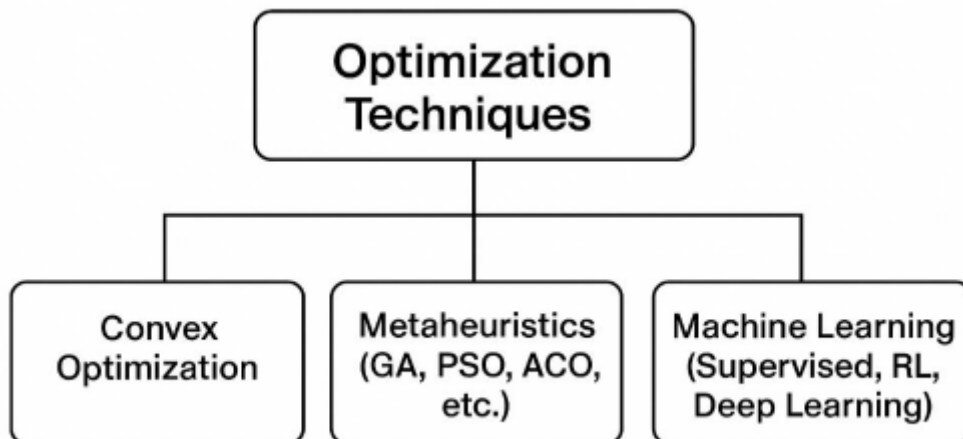 Optimization
Techniques
Convex
Optimization
Metaheuristics
(GA, PSO, ACO,
etc.)
Machine Learning
(Supervised, RL,
Deep Learning)